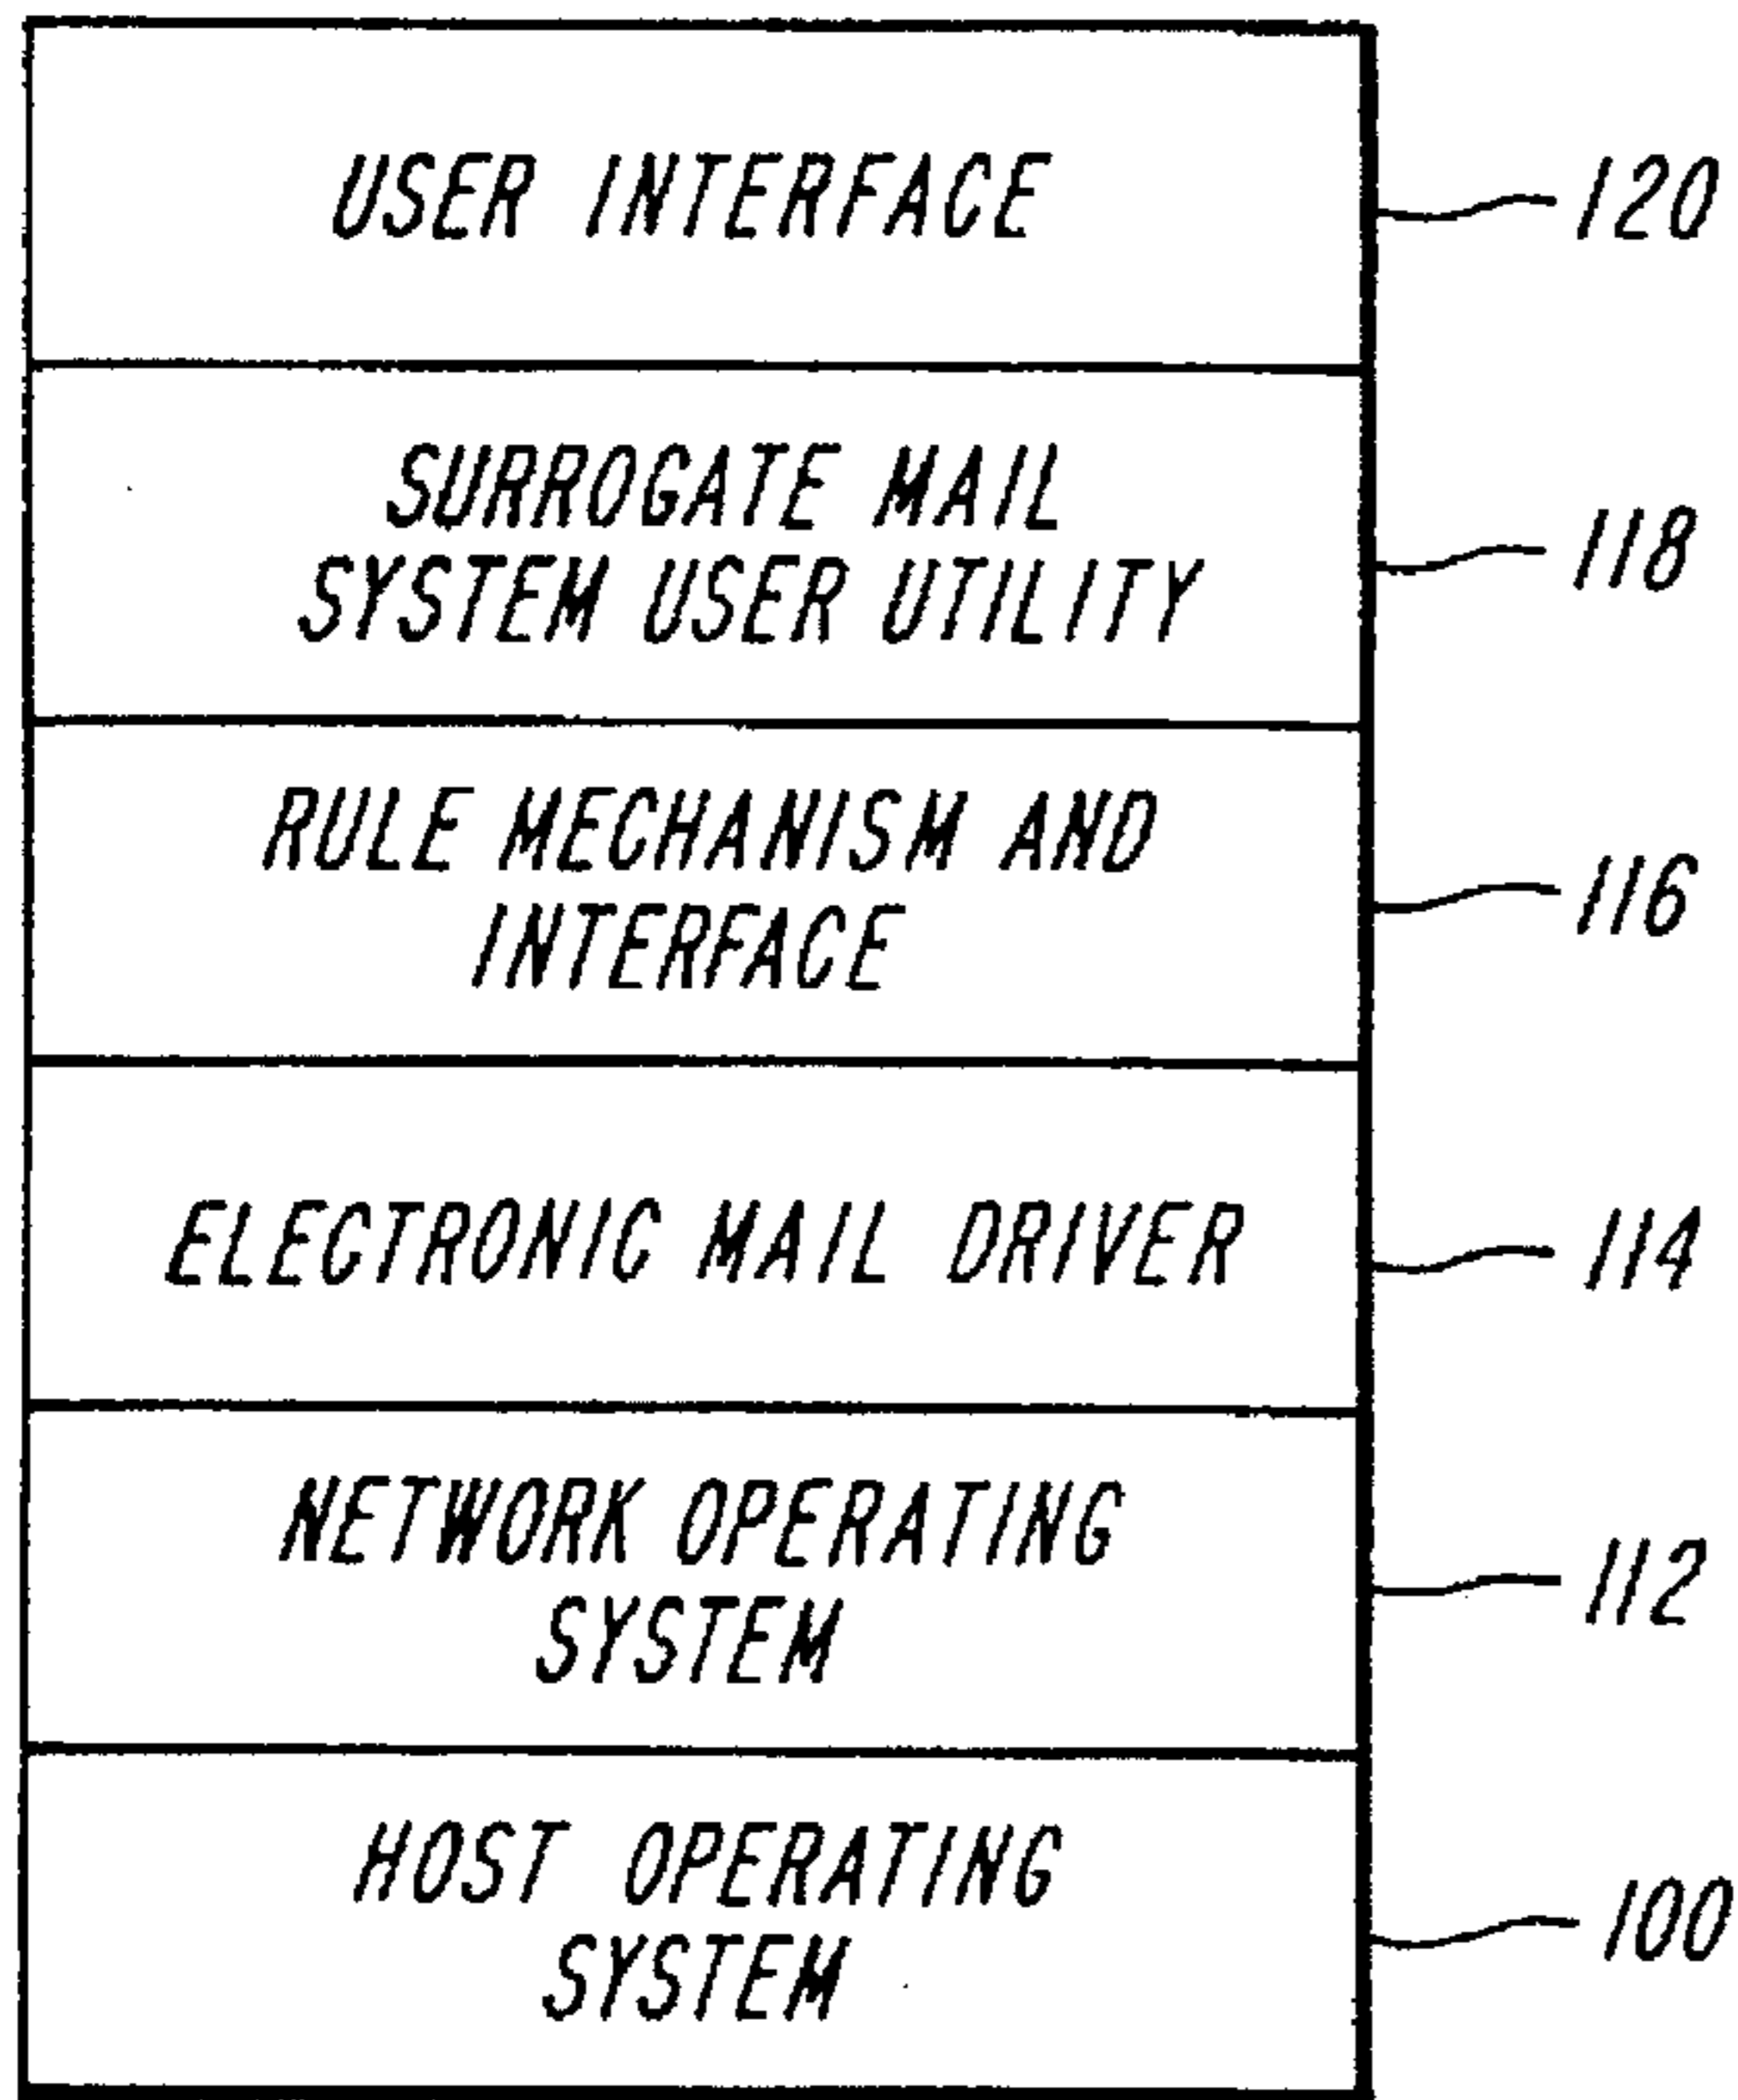 USER INTERFACE
120
SURROGATE MAIL
SYSTEM USER UTILITY
118
RULE MECHANISM AND
INTERFACE
116
ELECTRONIC MAIL DRIVER
114
NETWORK OPERATING
SYSTEM
112
HOST OPERATING
SYSTEM
100